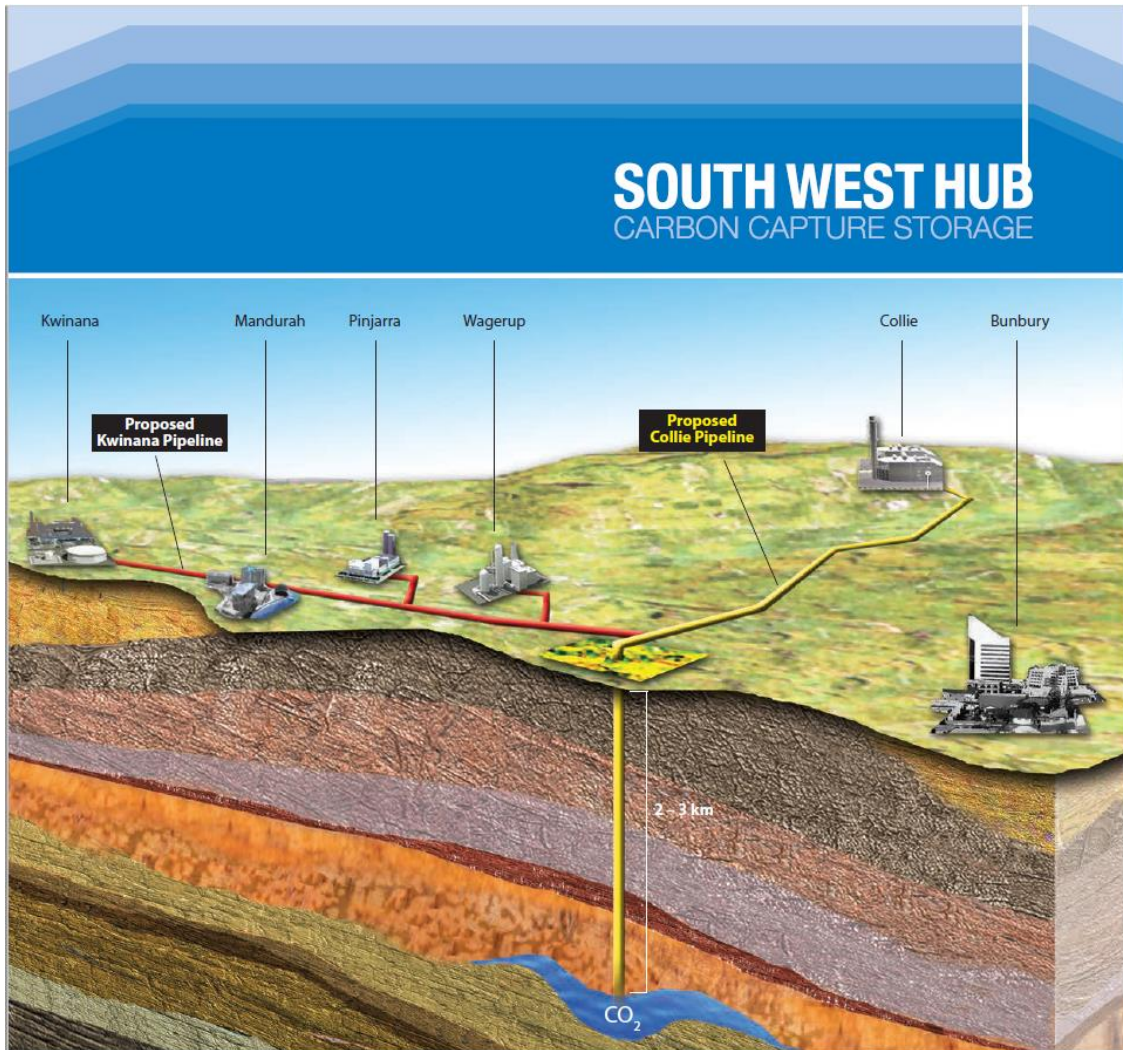 SOUTH WEST HUB
CARBON CAPTURE STORAGE
Kwinana
Mandurah
Pinjarra
Wagerup
Collie
Bunbury
Proposed
Kwinana Pipeline
Proposed
Collie Pipeline
2 - 3 km
CO₂